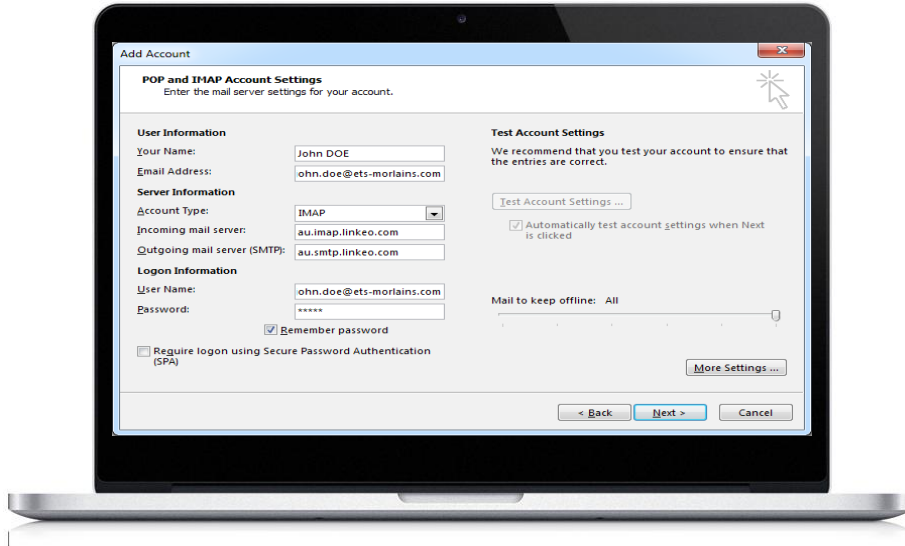 Add Account
POP and IMAP Account Settings
Enter the mail server settings for your account.
User Information
Your Name:
John DOE
Email Address:
ohn.doe@ets-morlains.com
Server Information
Account Type:
IMAP
Incoming mail server:
au.imap.linkeo.com
Outgoing mail server (SMTP):
au.smtp.linkeo.com
Logon Information
User Name:
ohn.doe@ets-morlains.com
Password:
*****
Remember password
Require logon using Secure Password Authentication
(SPA)
Test Account Settings
We recommend that you test your account to ensure that
the entries are correct.
Test Account Settings ...
Automatically test account settings when Next
is clicked
Mail to keep offline: All
More Settings ...
< Back
Next >
Cancel